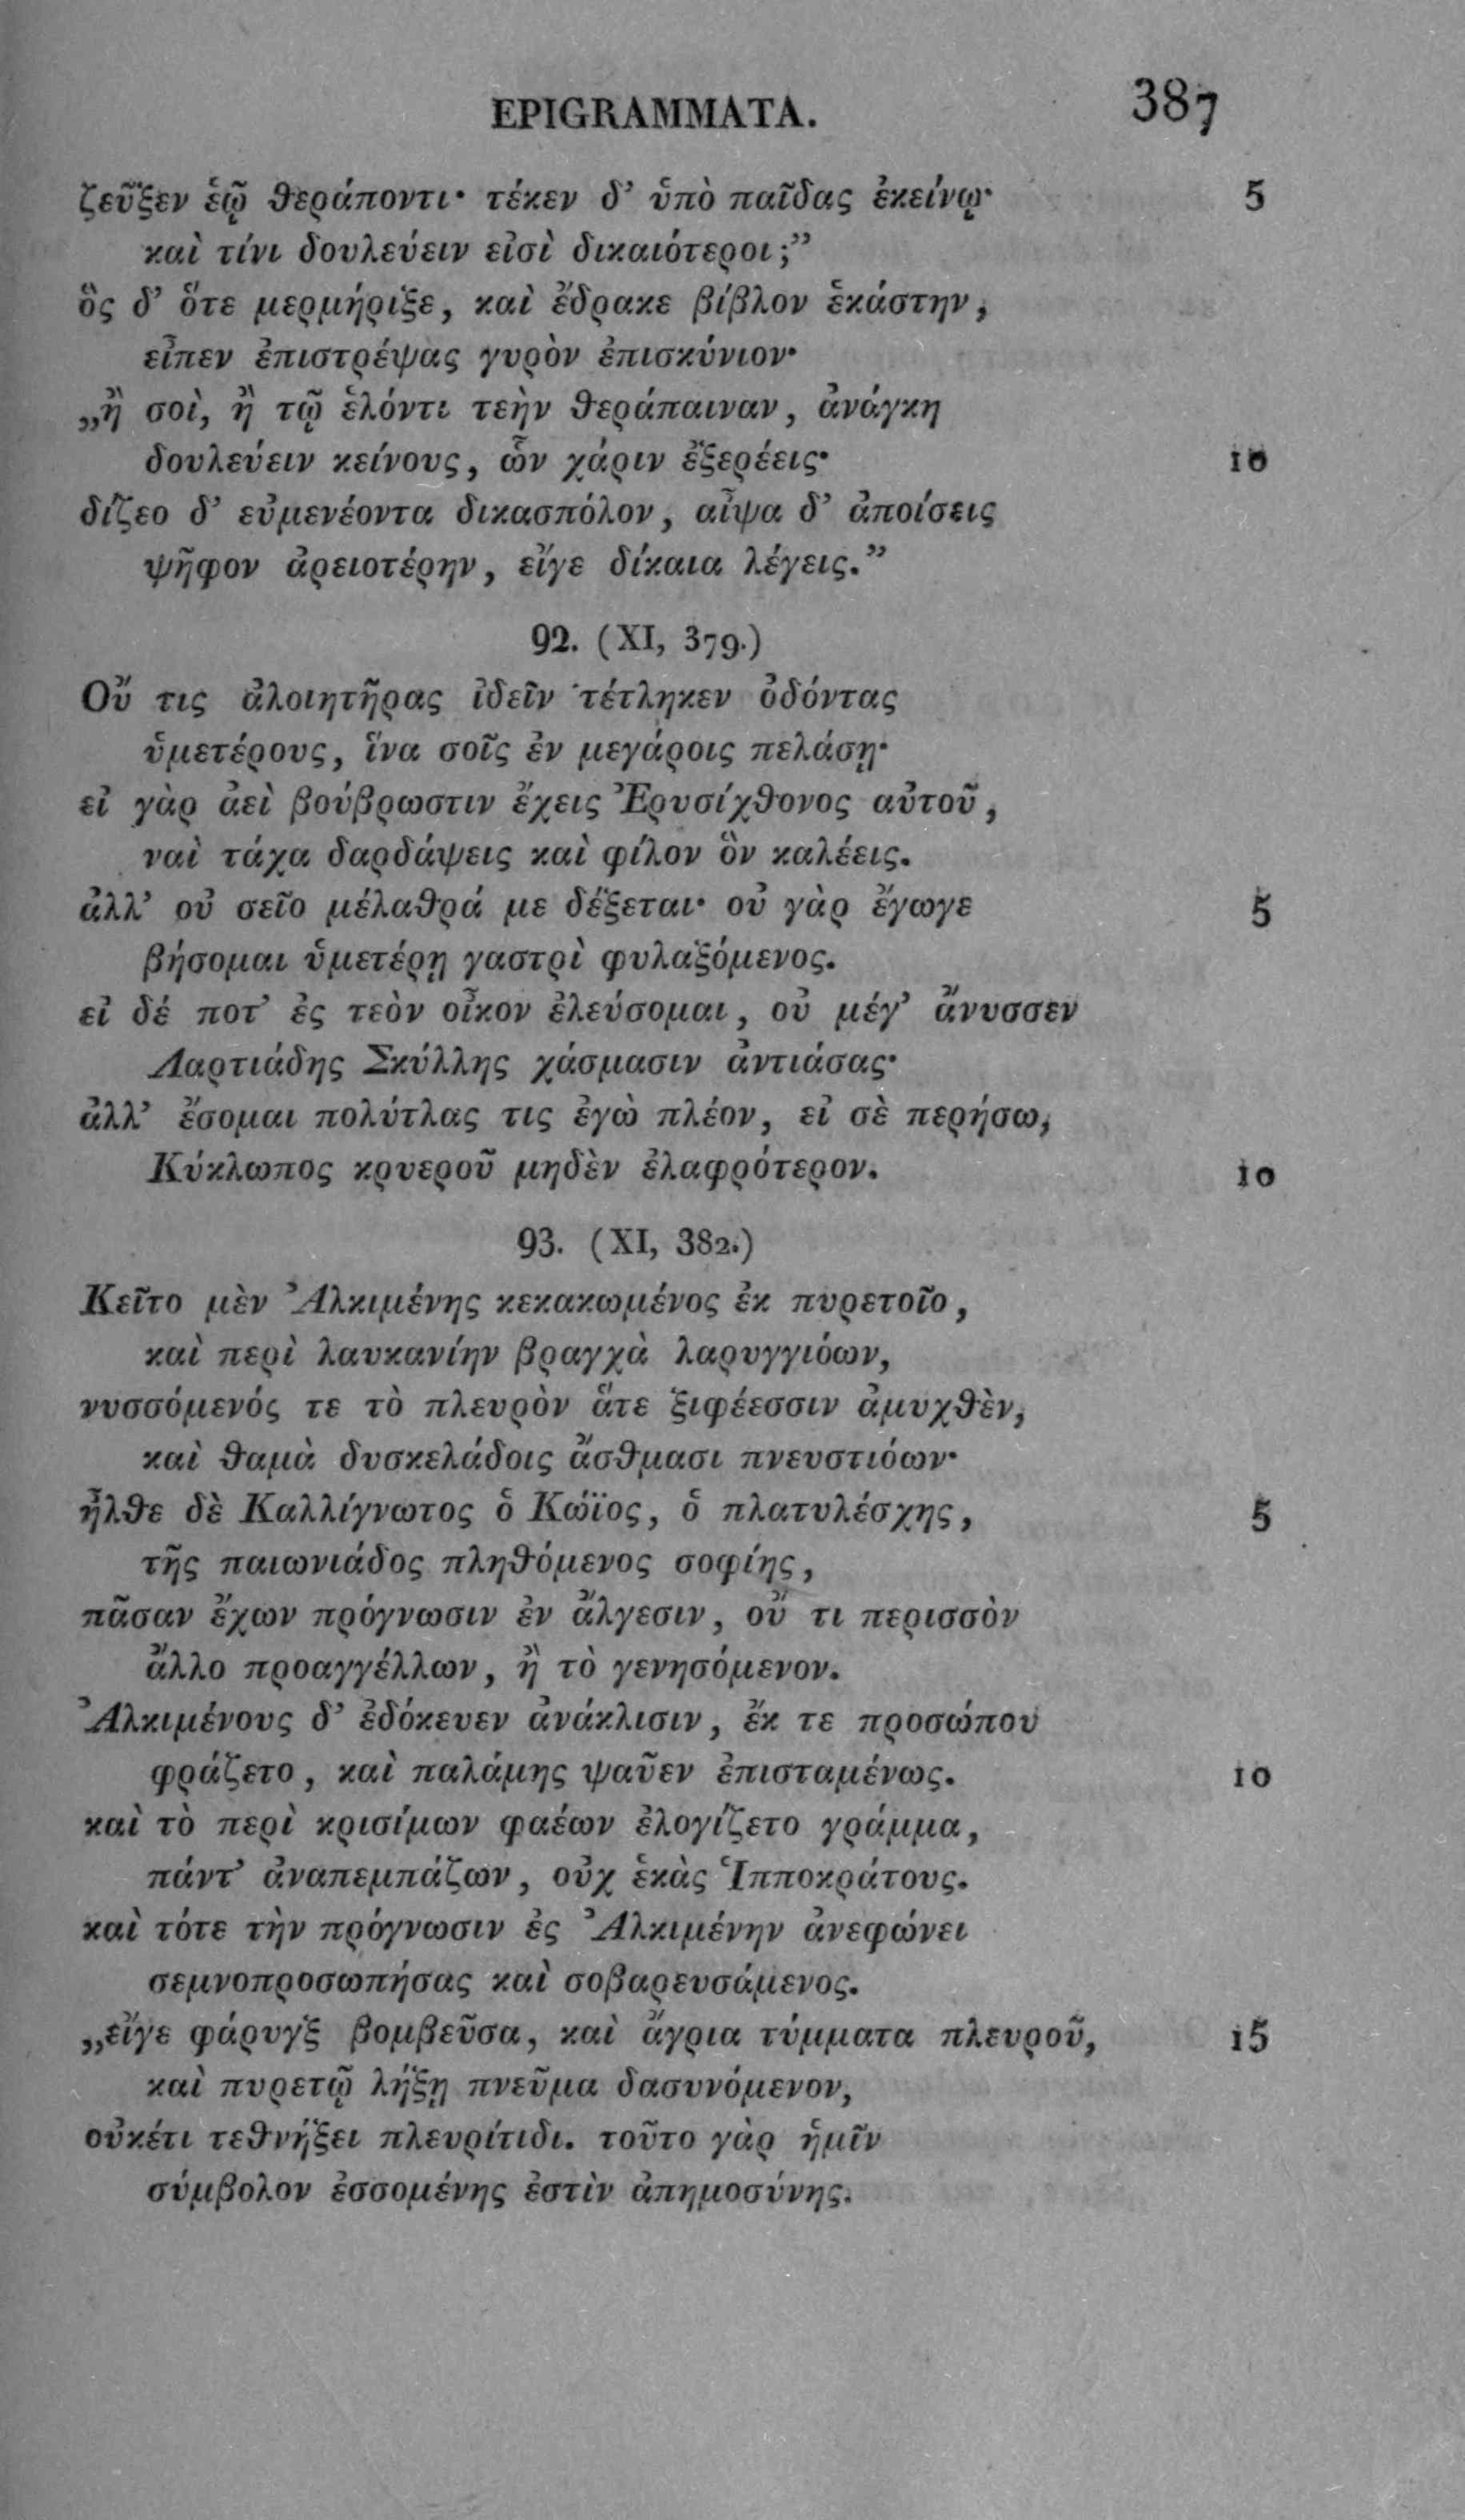 EPIGRAMMATA. 387
ζεῦξεν ἑῷ θεράποντι· τέκεν δ’ ὑπὸ παῖδας ἐκείνῳ· 5
καὶ τίνι δουλεύειν εἰσὶ δικαιότεροι;”
ὃς δ’ ὅτε μερμήριξε, καὶ ἔδρακε βίβλον ἑκάστην,
εἶπεν ἐπιστρέψας γυρὸν ἐπισκύνιον·
„ἢ σοὶ, ἢ τῷ ἑλόντι τεὴν θεράπαιναν, ἀνάγκη
δουλεύειν κείνους, ὧν χάριν ἐξερέεις· 10
δίζεο δ’ εὐμενέοντα δικασπόλον, αἶψα δ’ ἀποίσεις
ψῆφον ἀρειοτέρην, εἴγε δίκαια λέγεις.”
92. (XI, 379.)
Οὔ τις ἀλοιητῆρας ἰδεῖν τέτληκεν ὀδόντας
ὑμετέρους, ἵνα σοῖς ἐν μεγάροις πελάσῃ·
εἰ γὰρ ἀεὶ βούβρωστιν ἔχεις Ἐρυσίχθονος αὐτοῦ,
ναὶ τάχα δαρδάψεις καὶ φίλον ὃν καλέεις.
ἀλλ’ οὐ σεῖο μέλαθρά με δέξεται· οὐ γὰρ ἔγωγε 5
βήσομαι ὑμετέρῃ γαστρὶ φυλαξόμενος.
εἰ δέ ποτ’ ἐς τεὸν οἶκον ἐλεύσομαι, οὐ μέγ’ ἄνυσσεν
Λαρτιάδης Σκύλλης χάσμασιν ἀντιάσας·
ἀλλ’ ἔσομαι πολύτλας τις ἐγὼ πλέον, εἰ σὲ περήσω,
Κύκλωπος κρυεροῦ μηδὲν ἐλαφρότερον. 10
93. (XI, 382.)
Κεῖτο μὲν Ἀλκιμένης κεκακωμένος ἐκ πυρετοῖο,
καὶ περὶ λαυκανίην βραγχὰ λαρυγγιόων,
νυσσόμενός τε τὸ πλευρὸν ἅτε ξιφέεσσιν ἀμυχθὲν,
καὶ θαμὰ δυσκελάδοις ἄσθμασι πνευστιόων·
ἦλθε δὲ Καλλίγνωτος ὁ Κώϊος, ὁ πλατυλέσχης, 5
τῆς παιωνιάδος πληθόμενος σοφίης,
πᾶσαν ἔχων πρόγνωσιν ἐν ἄλγεσιν, οὔ τι περισσὸν
ἄλλο προαγγέλλων, ἢ τὸ γενησόμενον.
Ἀλκιμένους δ’ ἐδόκευεν ἀνάκλισιν, ἔκ τε προσώπου
φράζετο, καὶ παλάμης ψαῦεν ἐπισταμένως. 10
καὶ τὸ περὶ κρισίμων φαέων ἐλογίζετο γράμμα,
πάντ’ ἀναπεμπάζων, οὐχ ἑκὰς Ἱπποκράτους.
καὶ τότε τὴν πρόγνωσιν ἐς Ἀλκιμένην ἀνεφώνει
σεμνοπροσωπήσας καὶ σοβαρευσάμενος.
„εἴγε φάρυγξ βομβεῦσα, καὶ ἄγρια τύμματα πλευροῦ, 15
καὶ πυρετῷ λήξῃ πνεῦμα δασυνόμενον,
οὐκέτι τεθνήξει πλευρίτιδι. τοῦτο γὰρ ἡμῖν
σύμβολον ἐσσομένης ἐστὶν ἀπημοσύνης.